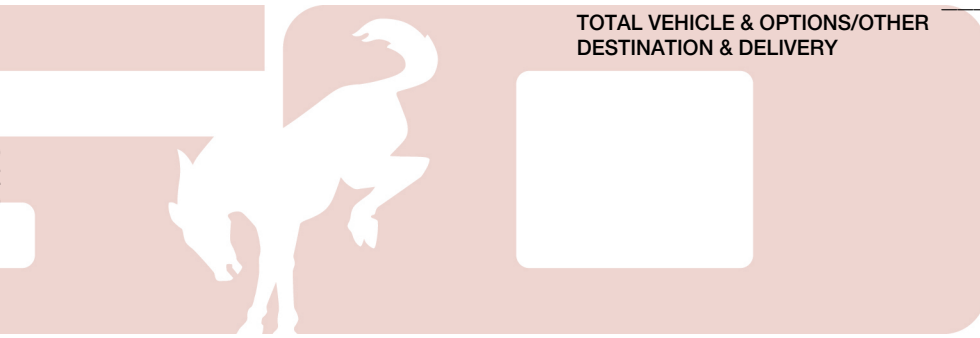 TOTAL VEHICLE & OPTIONS/OTHER
DESTINATION & DELIVERY